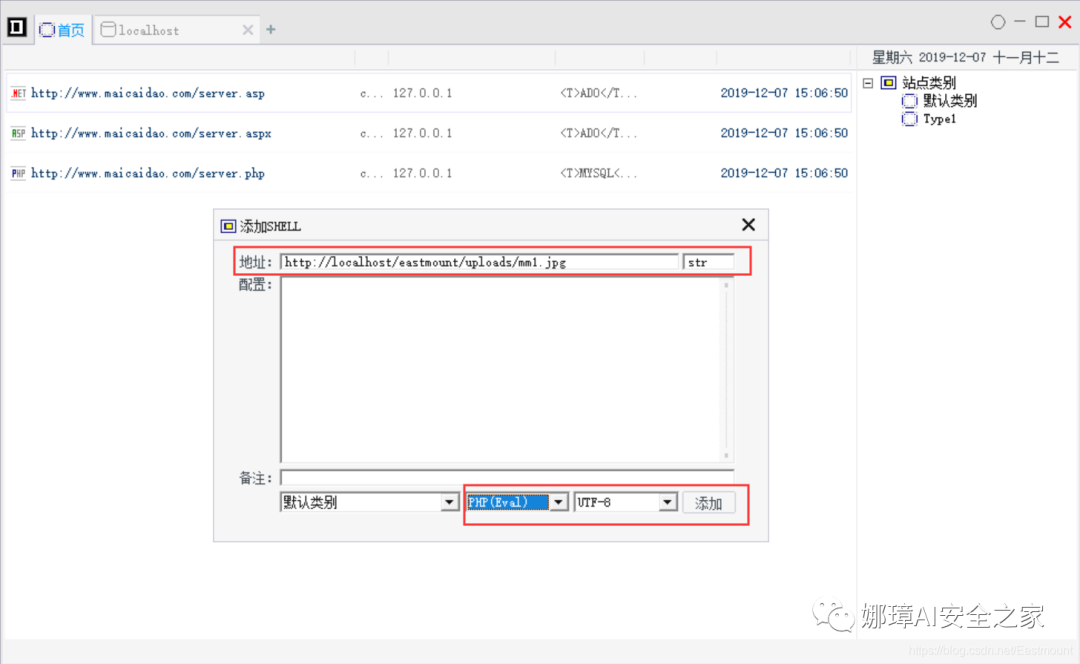 首页
localhost
星期六 2019-12-07 十一月十二
.NET http://www.maicaidao.com/server.asp c... 127.0.0.1 <T>ADO</T... 2019-12-07 15:06:50
ASP http://www.maicaidao.com/server.aspx c... 127.0.0.1 <T>ADO</T... 2019-12-07 15:06:50
PHP http://www.maicaidao.com/server.php c... 127.0.0.1 <T>MYSQL<... 2019-12-07 15:06:50
站点类别
默认类别
Type1
添加SHELL
地址: http://localhost/eastmount/uploads/mm1.jpg str
配置:
备注:
默认类别 PHP(Eval) UTF-8 添加
娜璋AI安全之家
https://blog.csdn.net/Eastmount